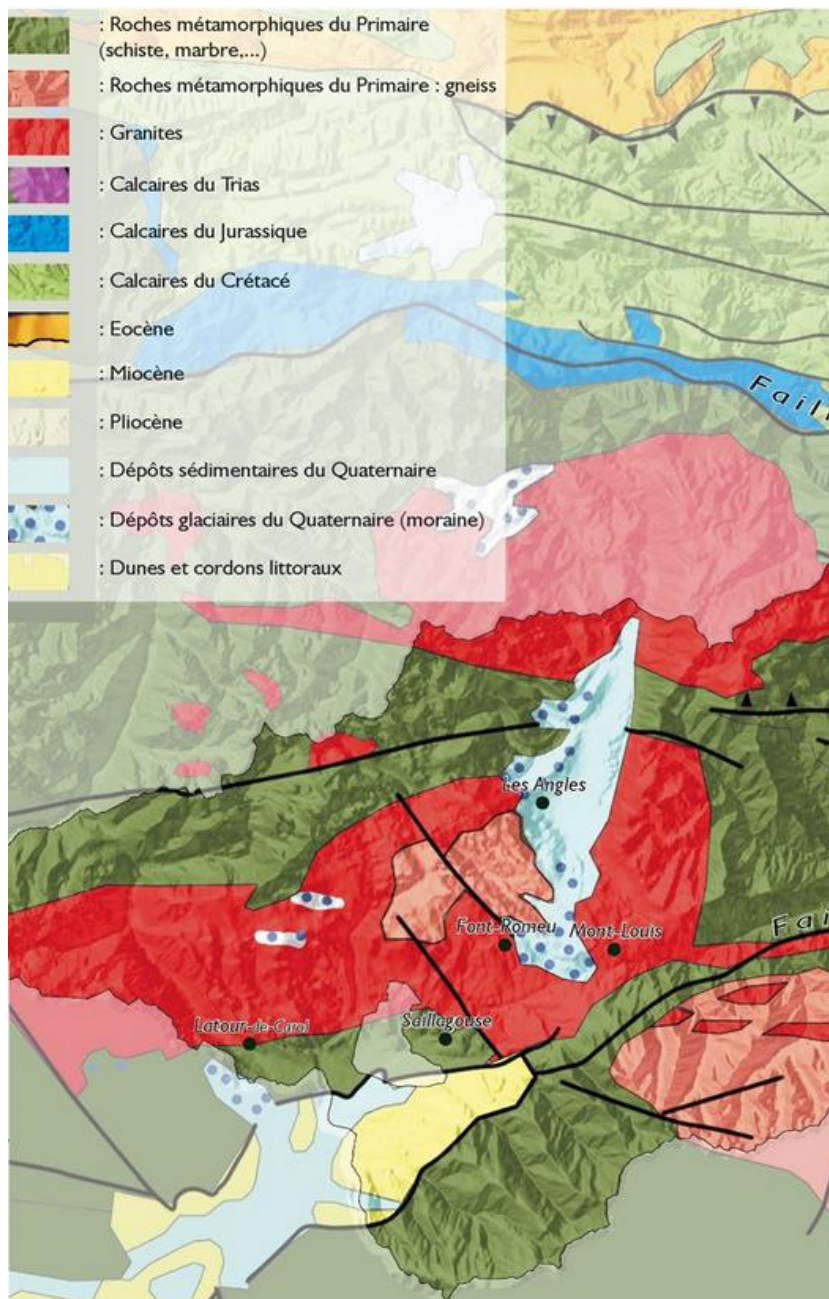 : Roches métamorphiques du Primaire
(schiste, marbre,...)
: Roches métamorphiques du Primaire : gneiss
: Granites
: Calcaires du Trias
: Calcaires du Jurassique
: Calcaires du Crétacé
: Eocène
: Miocène
: Pliocène
: Dépôts sédimentaires du Quaternaire
: Dépôts glaciaires du Quaternaire (moraine)
: Dunes et cordons littoraux
Fail
Les Angles
Font-Romeu
Mont-Louis
Fai
Latour-de-Carol
Saillagouse